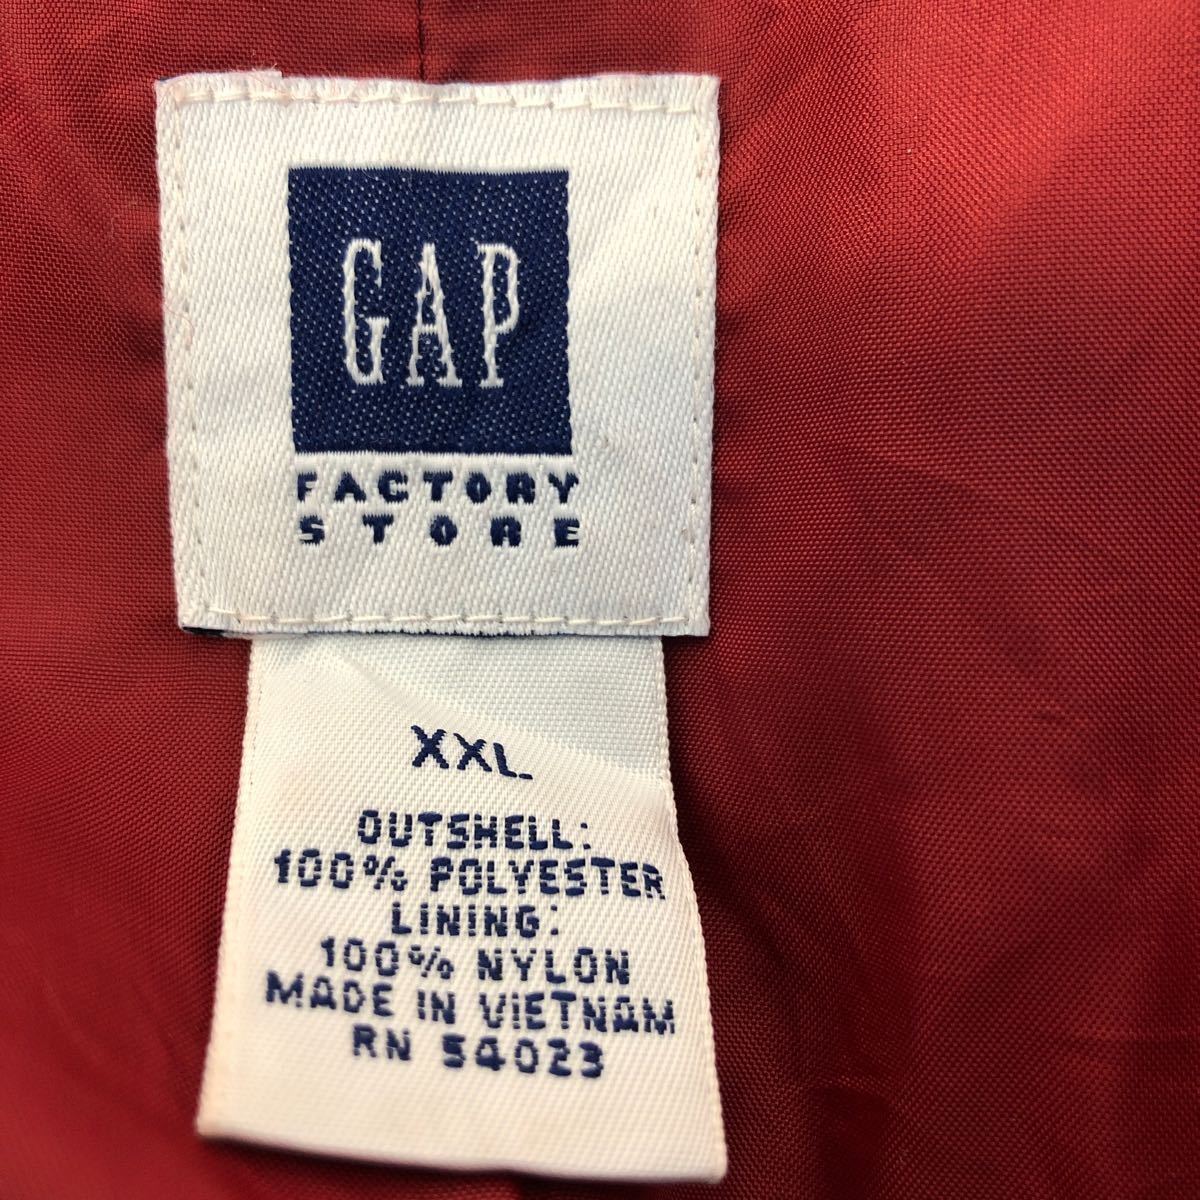 GAP
FACTORY
STORE
XXL
OUTSHELL:
100% POLYESTER
LINING:
100% NYLON
MADE IN VIETNAM
RN 54023